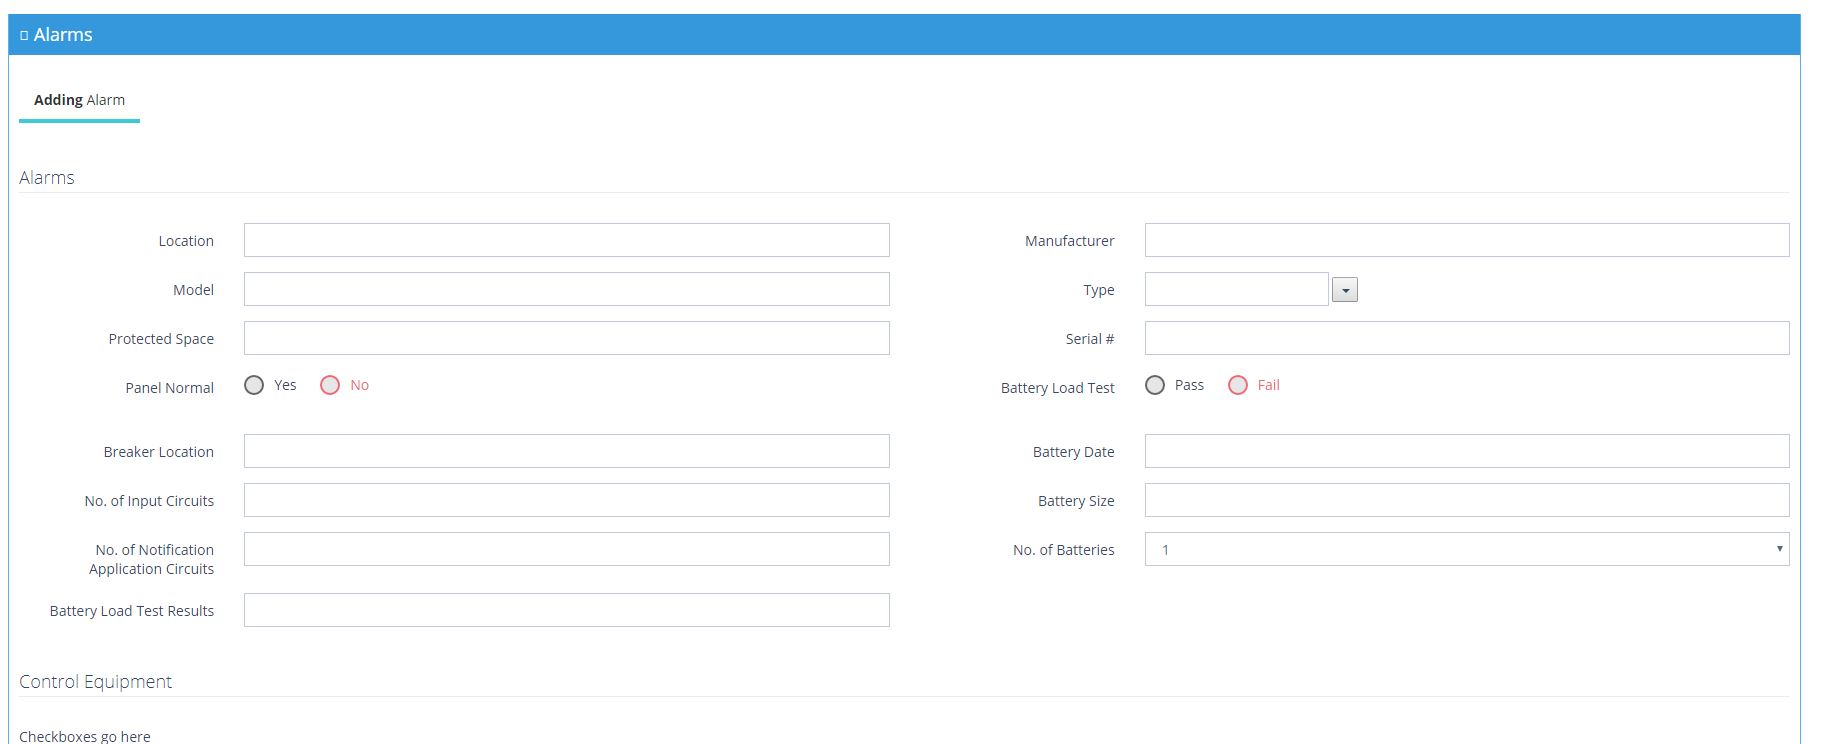 Alarms
Adding Alarm
Alarms
Location
Manufacturer
Model
Type
Protected Space
Serial #
Panel Normal Yes No
Battery Load Test Pass Fail
Breaker Location
Battery Date
No. of Input Circuits
Battery Size
No. of Notification
Application Circuits
No. of Batteries 1
Battery Load Test Results
Control Equipment
Checkboxes go here